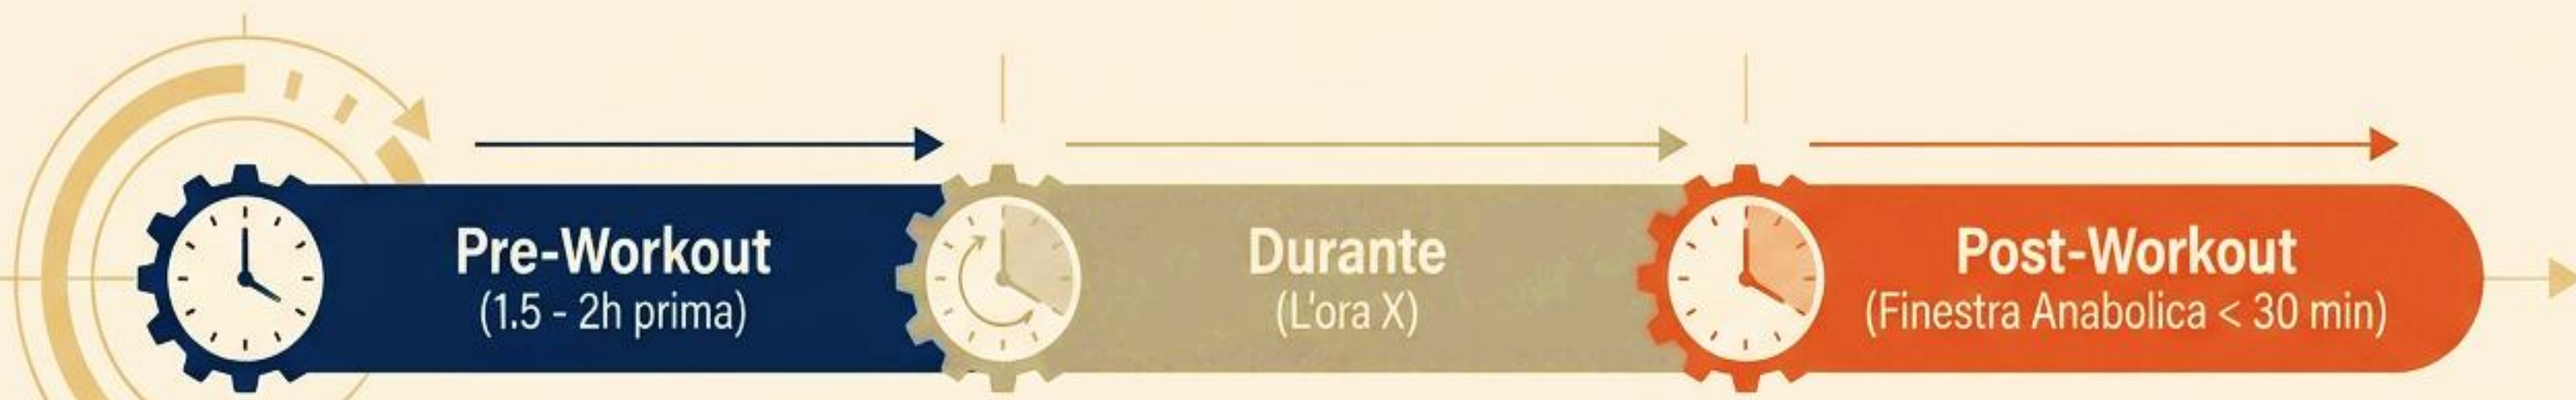 Pre-Workout
(1.5 - 2h prima)
Durante
(L'ora X)
Post-Workout
(Finestra Anabolica < 30 min)